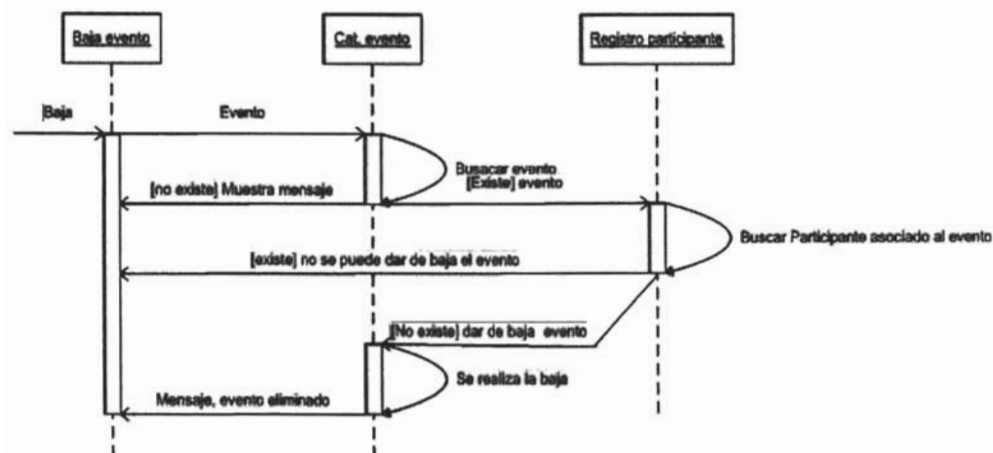 Baja evento
Cat. evento
Registro participante
Baja
Evento
Busacar evento
[no existe] Muestra mensaje
[Existe] evento
Buscar Participante asociado al evento
[existe] no se puede dar de baja el evento
[No existe] dar de baja evento
Se realiza la baja
Mensaje, evento eliminado